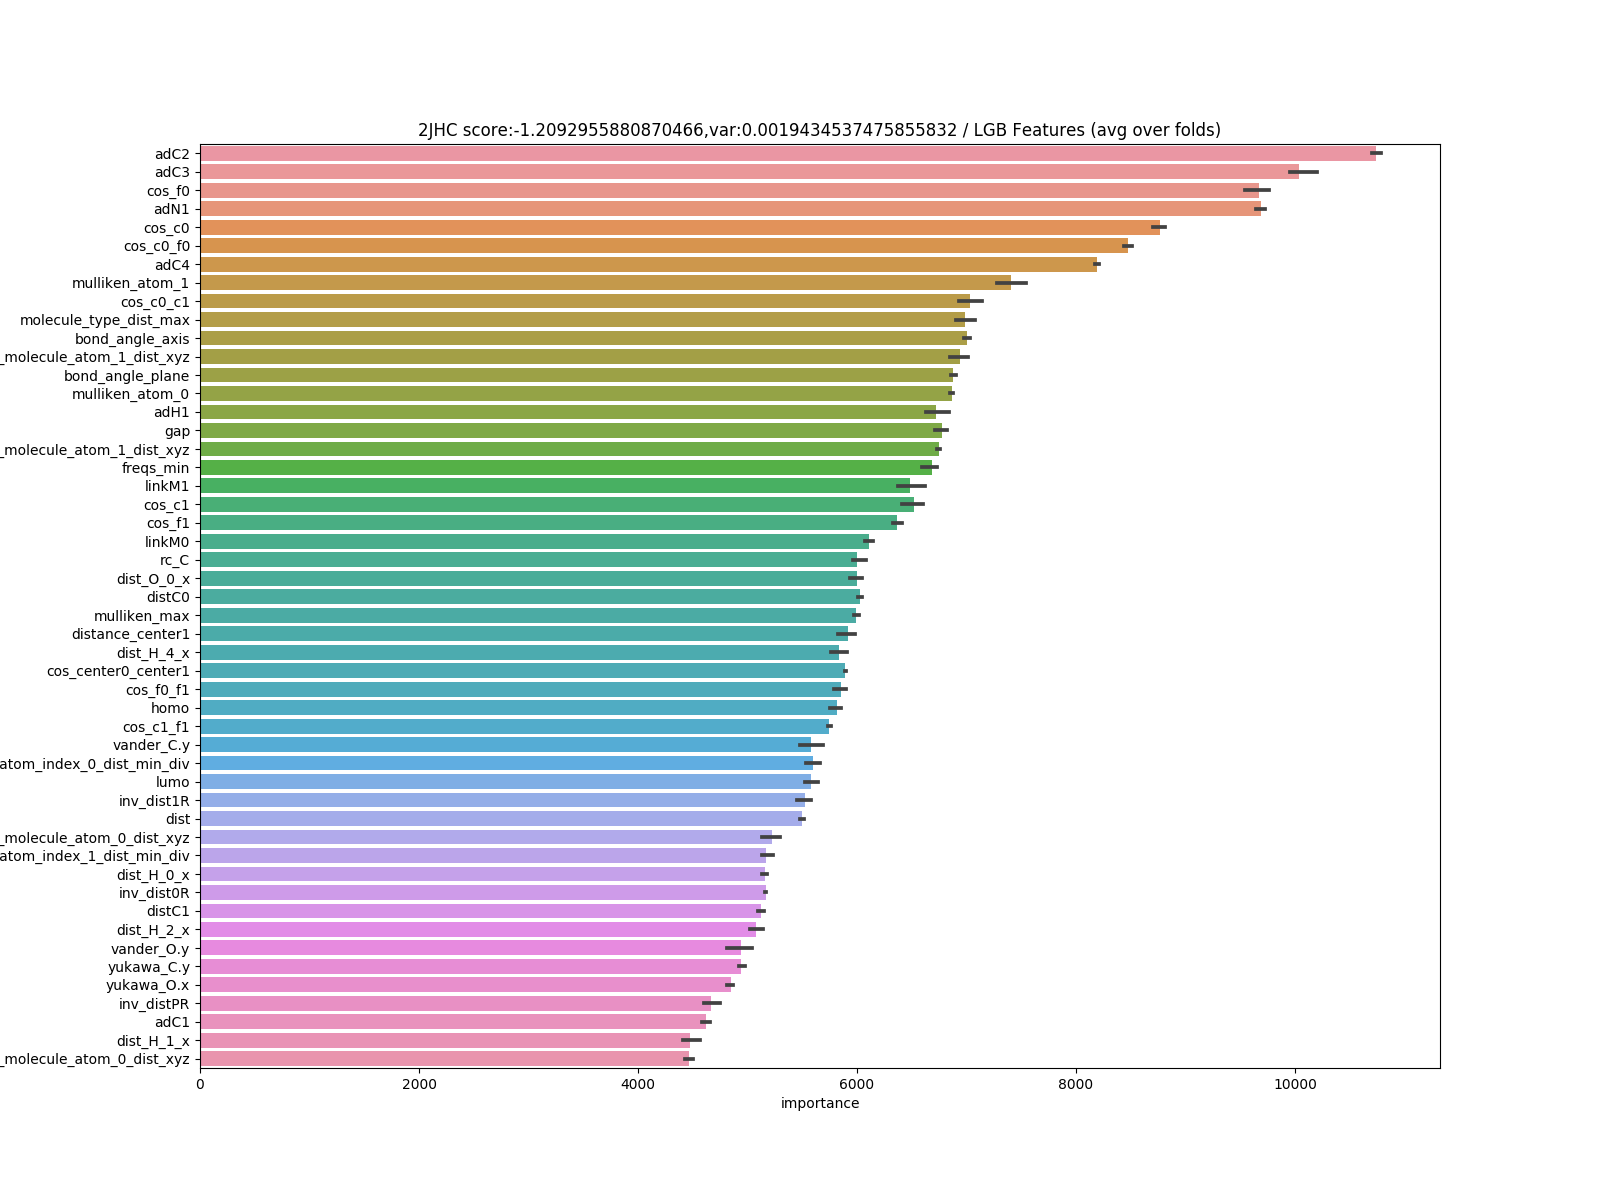 2JHC score:-1.2092955880870466,var:0.0019434537475855832 / LGB Features (avg over folds)
adC2
adC3
cos_f0
adN1
cos_c0
cos_c0_f0
adC4
mulliken_atom_1
cos_c0_c1
molecule_type_dist_max
bond_angle_axis
_molecule_atom_1_dist_xyz
bond_angle_plane
mulliken_atom_0
adH1
gap
_molecule_atom_1_dist_xyz
freqs_min
linkM1
cos_c1
cos_f1
linkM0
rc_C
dist_O_0_x
distC0
mulliken_max
distance_center1
dist_H_4_x
cos_center0_center1
cos_f0_f1
homo
cos_c1_f1
vander_C.y
atom_index_0_dist_min_div
lumo
inv_dist1R
dist
_molecule_atom_0_dist_xyz
atom_index_1_dist_min_div
dist_H_0_x
inv_dist0R
distC1
dist_H_2_x
vander_O.y
yukawa_C.y
yukawa_O.x
inv_distPR
adC1
dist_H_1_x
_molecule_atom_0_dist_xyz
0 2000 4000 6000 8000 10000
importance